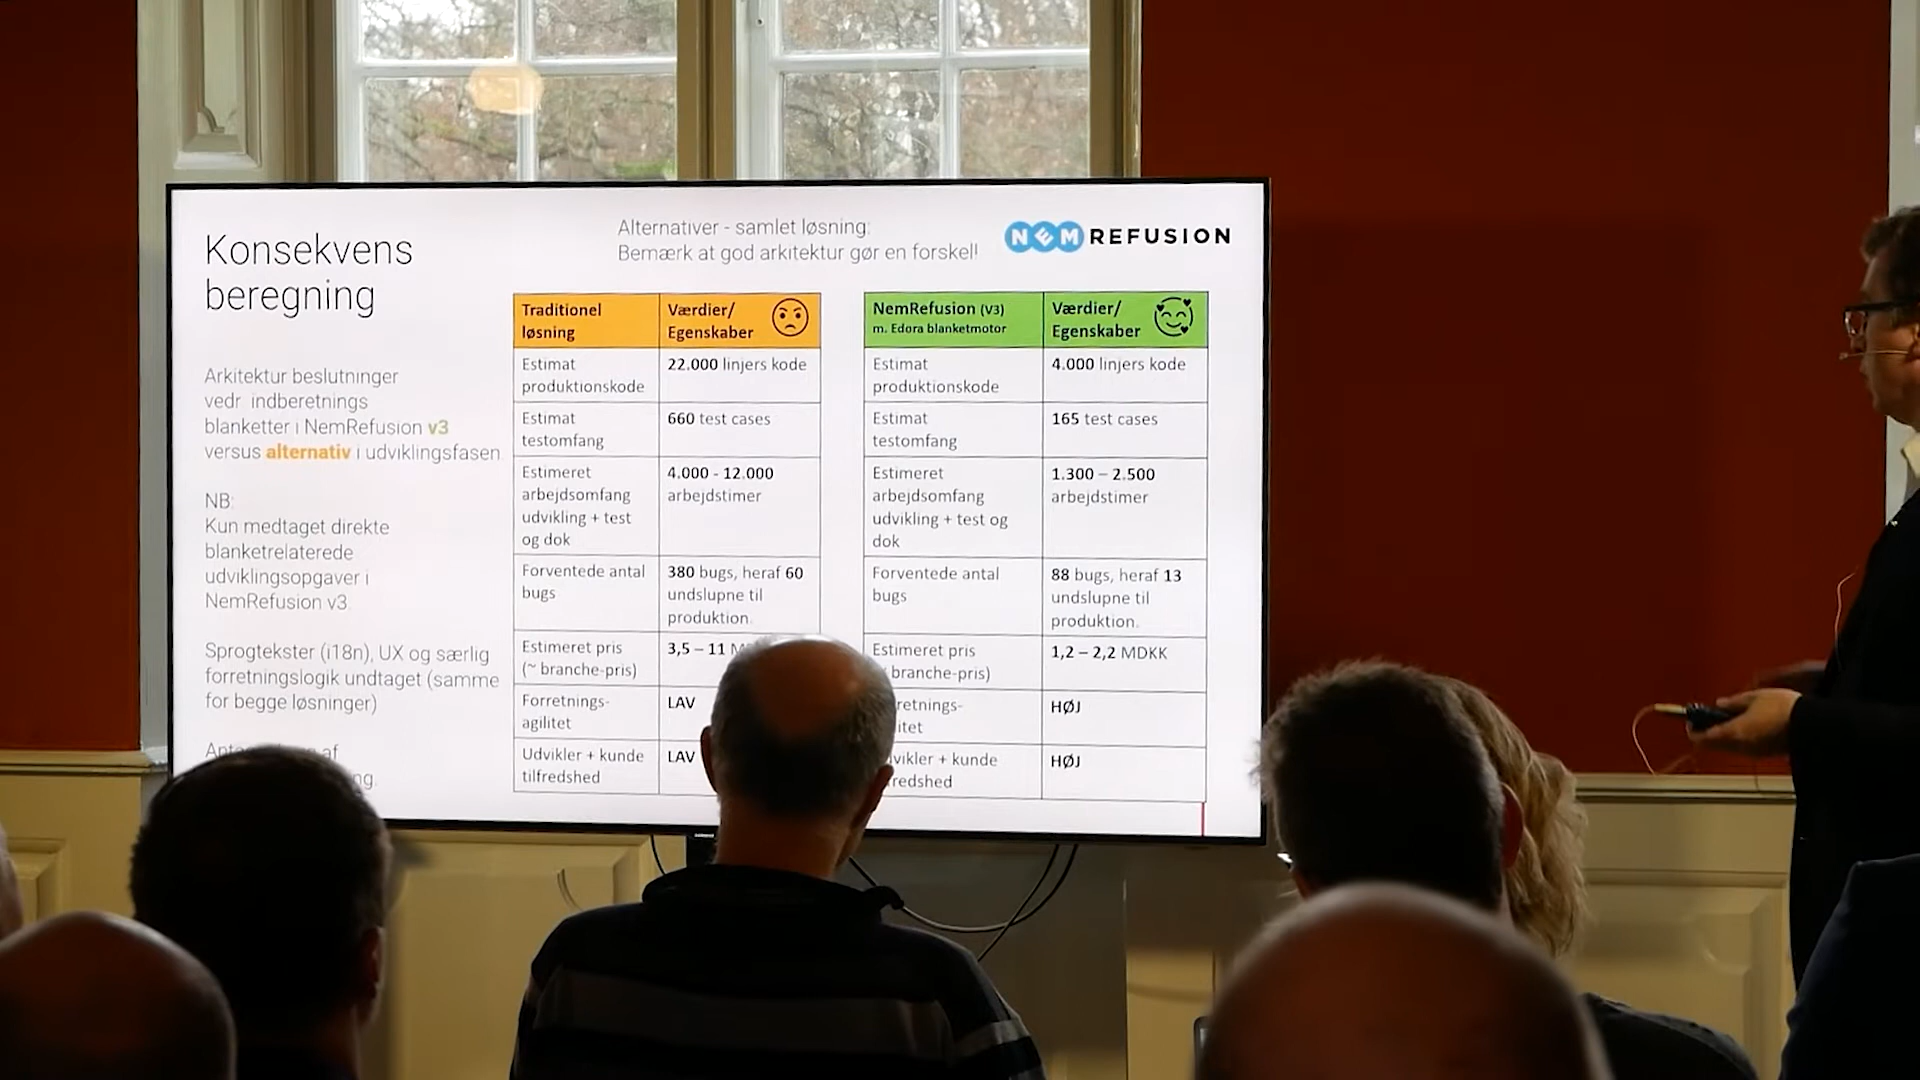 Konsekvens
beregning
Alternativer - samlet løsning:
Bemærk at god arkitektur gør en forskel!
NEMREFUSION
Arkitektur beslutninger
vedr indberetnings
blanketter i NemRefusion v3
versus alternativ i udviklingsfasen
NB:
Kun medtaget direkte
blanketrelaterede
udviklingsopgaver i
NemRefusion v3
Sprogtekster (i18n), UX og særlig
forretningslogik undtaget (samme
for begge løsninger)
af
Traditionel
løsning
Værdier/
Egenskaber
Estimat
produktionskode
22.000 linjers kode
Estimat
testomfang
660 test cases
Estimeret
arbejdsomfang
udvikling + test
og dok
4.000 - 12.000
arbejdstimer
Forventede antal
bugs
380 bugs, heraf 60
undslupne til
produktion.
Estimeret pris
(~ branche-pris)
3,5 – 11
Forretnings-
agilitet
LAV
Udvikler + kunde
tilfredshed
LAV
NemRefusion (V3)
m. Edora blanketmotor
Værdier/
Egenskaber
Estimat
produktionskode
4.000 linjers kode
Estimat
testomfang
165 test cases
Estimeret
arbejdsomfang
udvikling + test og
dok
1.300 – 2.500
arbejdstimer
Forventede antal
bugs
88 bugs, heraf 13
undslupne til
produktion.
Estimeret pris
branche-pris)
1,2 – 2,2 MDKK
retnings-
itet
HØJ
vikler + kunde
redshed
HØJ